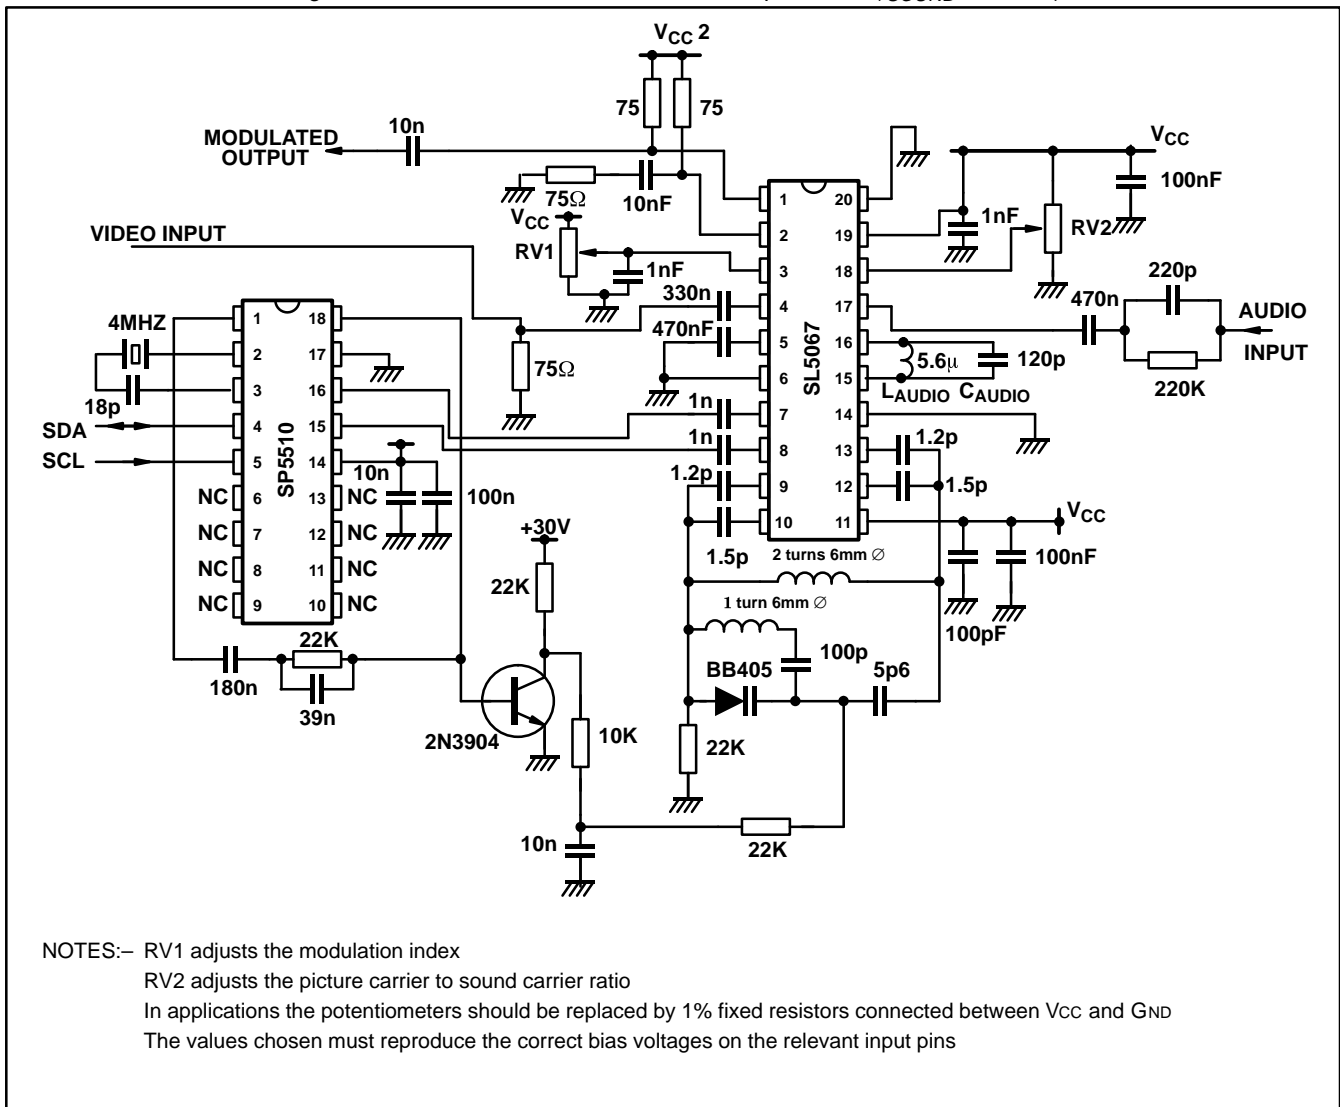 VCC 2
75
75
10n
MODULATED
OUTPUT
75Ω
10nF
VCC
VCC
100nF
1nF
RV2
VIDEO INPUT
RV1
1nF
330n
470nF
75Ω
1
2
3
4
5
6
7
8
9
10
20
19
18
17
16
15
14
13
12
11
SL5067
220p
470n
AUDIO
INPUT
220K
5.6µ
120p
LAUDIO CAUDIO
4MHZ
18p
SDA
SCL
1
2
3
4
5
6
7
8
9
18
17
16
15
14
13
12
11
10
SP5510
NC
NC
NC
NC
NC
NC
NC
NC
10n
100n
1n
1n
1.2p
1.5p
1.2p
1.5p
VCC
100nF
100pF
2 turns 6mm ∅
1 turn 6mm ∅
+30V
22K
22K
180n
39n
2N3904
10K
BB405
100p
5p6
22K
10n
22K
NOTES:– RV1 adjusts the modulation index
RV2 adjusts the picture carrier to sound carrier ratio
In applications the potentiometers should be replaced by 1% fixed resistors connected between VCC and GND
The values chosen must reproduce the correct bias voltages on the relevant input pins